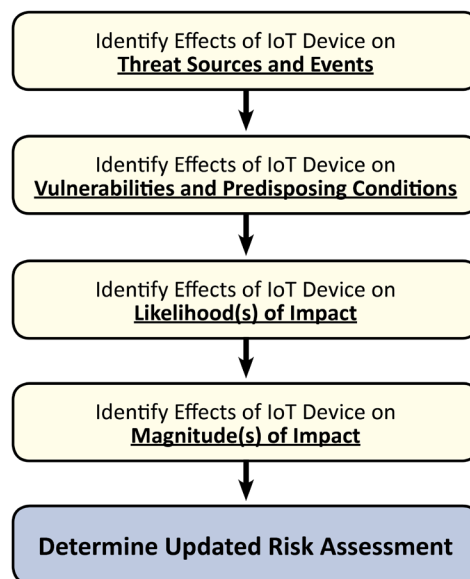 Identify Effects of IoT Device on
Threat Sources and Events
Identify Effects of IoT Device on
Vulnerabilities and Predisposing Conditions
Identify Effects of IoT Device on
Likelihood(s) of Impact
Identify Effects of IoT Device on
Magnitude(s) of Impact
Determine Updated Risk Assessment